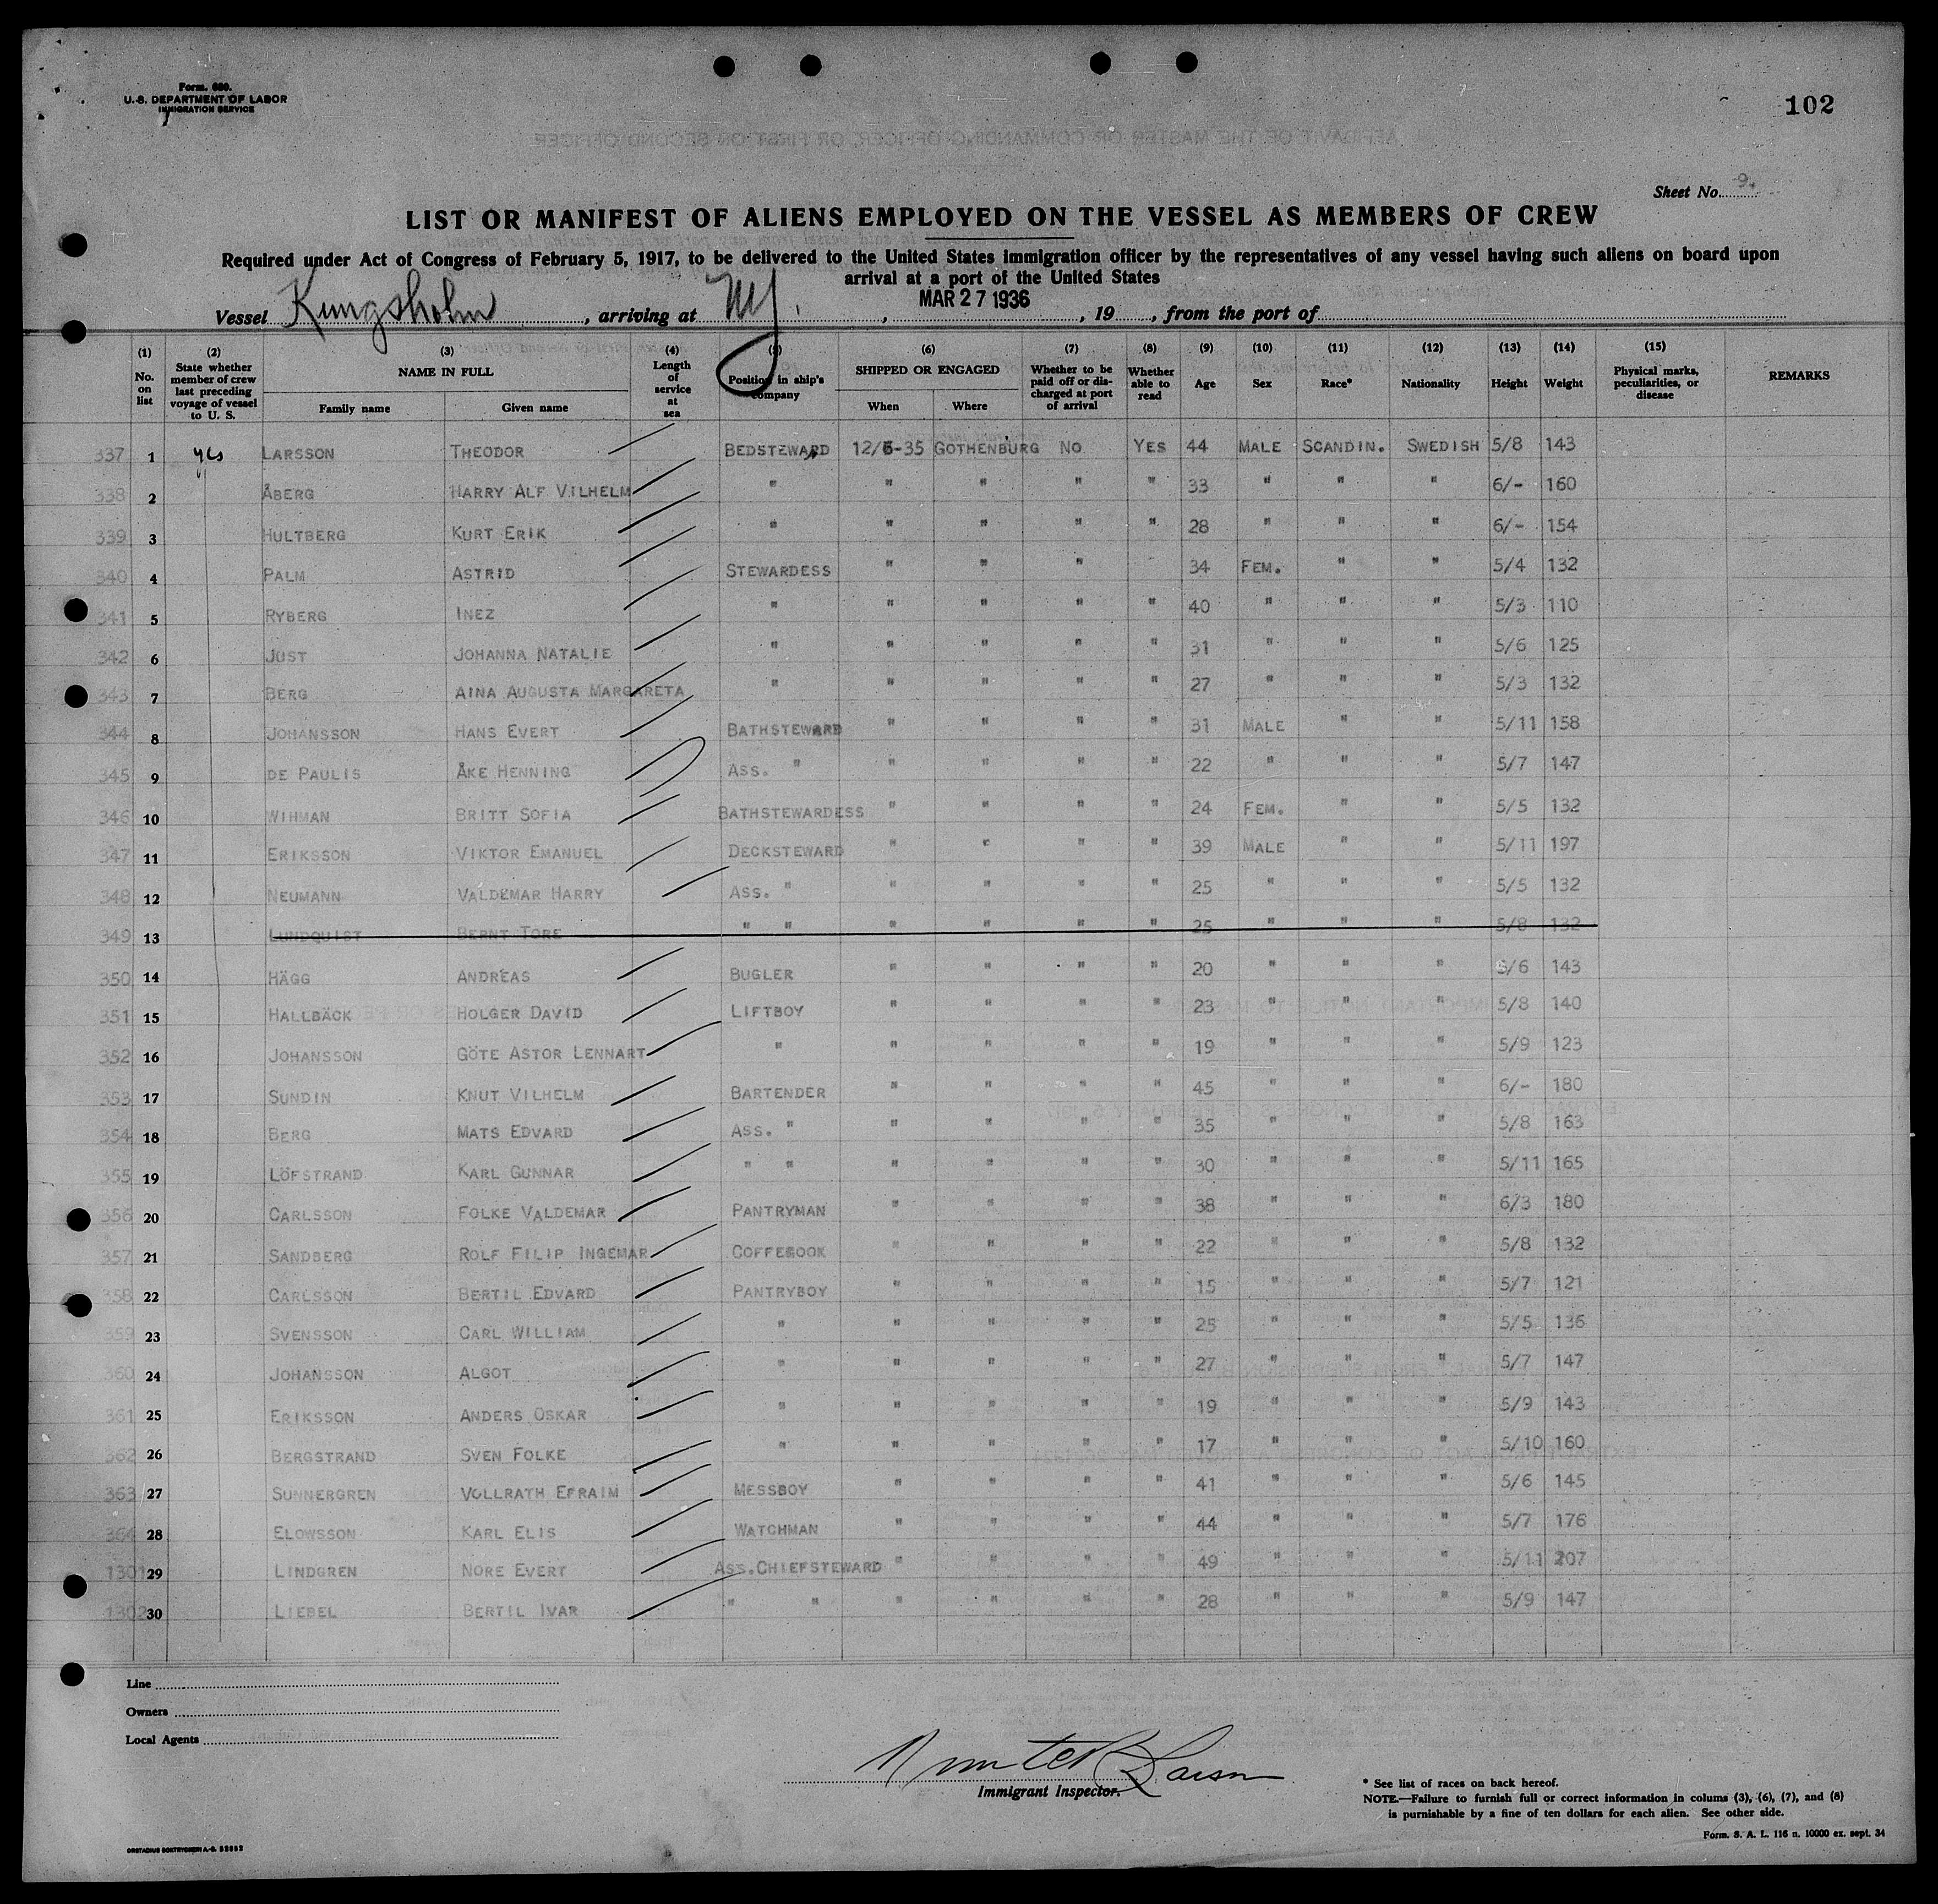 Form. 680.
U.S. DEPARTMENT OF LABOR
IMMIGRATION SERVICE
102
Sheet No. 9.
LIST OR MANIFEST OF ALIENS EMPLOYED ON THE VESSEL AS MEMBERS OF CREW
Required under Act of Congress of February 5, 1917, to be delivered to the United States immigration officer by the representatives of any vessel having such aliens on board upon
arrival at a port of the United States
Vessel Kungsholm, arriving at NY., MAR 27 1936, 19, from the port of
(1) No. on list (2) State whether member of crew last preceding voyage of vessel to U. S. (3) NAME IN FULL Family name Given name (4) Length of service at sea (5) Position in ship's company (6) SHIPPED OR ENGAGED When Where (7) Whether to be paid off or discharged at port of arrival (8) Whether able to read (9) Age (10) Sex (11) Race* (12) Nationality (13) Height (14) Weight (15) Physical marks, peculiarities, or disease REMARKS
337 1 yes LARSSON THEODOR BEDSTEWARD 12/6-35 GOTHENBURG NO YES 44 MALE SCANDIN. SWEDISH 5/8 143
338 2 " ÅBERG HARRY ALF VILHELM " " " " " 33 " " " 6/- 160
339 3 HULTBERG KURT ERIK " " " " " 28 " " " 6/- 154
340 4 PALM ASTRID STEWARDESS " " " 34 FEM. " " 5/4 132
341 5 RYBERG INEZ " " " " " 40 " " " 5/3 110
342 6 JUST JOHANNA NATALIE " " " " " 31 " " " 5/6 125
343 7 BERG AINA AUGUSTA MARGARETA " " " " " 27 " " " 5/3 132
344 8 JOHANSSON HANS EVERT BATHSTEWARD " " " " 31 MALE " " 5/11 158
345 9 DE PAULIS ÅKE HENNING ASS. " " " " " 22 " " " 5/7 147
346 10 WIHMAN BRITT SOFIA BATHSTEWARDESS " " " " 24 FEM. " " 5/5 132
347 11 ERIKSSON VIKTOR EMANUEL DECKSTEWARD " " " " 39 MALE " " 5/11 197
348 12 NEUMANN VALDEMAR HARRY ASS. " " " " " 25 " " " 5/5 132
349 13 LUNDQUIST BERNT TORE " " " " " " 25 " " " 5/8 132
350 14 HÄGG ANDREAS BUGLER " " " " 20 " " " 5/6 143
351 15 HALLBÄCK HOLGER DAVID LIFTBOY " " " " 23 " " " 5/8 140
352 16 JOHANSSON GÖTE ASTOR LENNART " " " " " 19 " " " 5/9 123
353 17 SUNDIN KNUT VILHELM BARTENDER " " " " 45 " " " 6/- 180
354 18 BERG MATS EDVARD ASS. " " " " " 35 " " " 5/8 163
355 19 LÖFSTRAND KARL GUNNAR " " " " " " 30 " " " 5/11 165
356 20 CARLSSON FOLKE VALDEMAR PANTRYMAN " " " " 38 " " " 6/3 180
357 21 SANDBERG ROLF FILIP INGEMAR COFFECOOK " " " " 22 " " " 5/8 132
358 22 CARLSSON BERTIL EDVARD PANTRYBOY " " " " 15 " " " 5/7 121
359 23 SVENSSON CARL WILLIAM " " " " " 25 " " " 5/5 136
360 24 JOHANSSON ALGOT " " " " " 27 " " " 5/7 147
361 25 ERIKSSON ANDERS OSKAR " " " " " 19 " " " 5/9 143
362 26 BERGSTRAND SVEN FOLKE " " " " " 17 " " " 5/10 160
363 27 SUNNERGREN VOLLRATH EFRAIM MESSBOY " " " " 41 " " " 5/6 145
364 28 ELOWSSON KARL ELIS WATCHMAN " " " " 44 " " " 5/7 176
1301 29 LINDGREN NORE EVERT ASS.CHIEFSTEWARD " " " " 49 " " " 5/11 207
1302 30 LIEBEL BERTIL IVAR " " " " " " 28 " " " 5/9 147
Line
Owners
Local Agents
Immigrant Inspector.
* See list of races on back hereof.
NOTE.—Failure to furnish full or correct information in colums (3), (6), (7), and (8)
is punishable by a fine of ten dollars for each alien. See other side.
Form. S. A. L. 116 n. 10000 ex. sept. 34